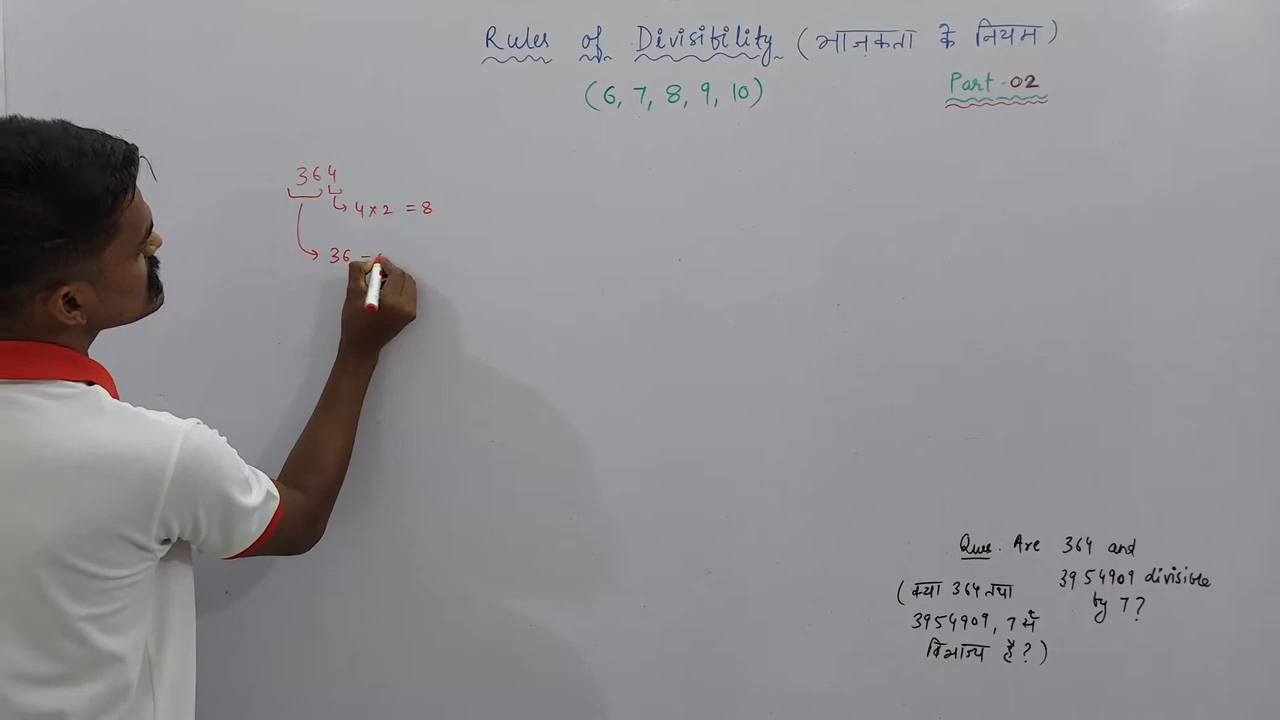 Rules of Divisibility (भाजकता के नियम)
(6, 7, 8, 9, 10)
Part-02
364
4×2 = 8
36 -
Ques. Are 364 and
3954909 divisible
by 7?
(क्या 364 तथा
3954909, 7 से
विभाज्य है?)